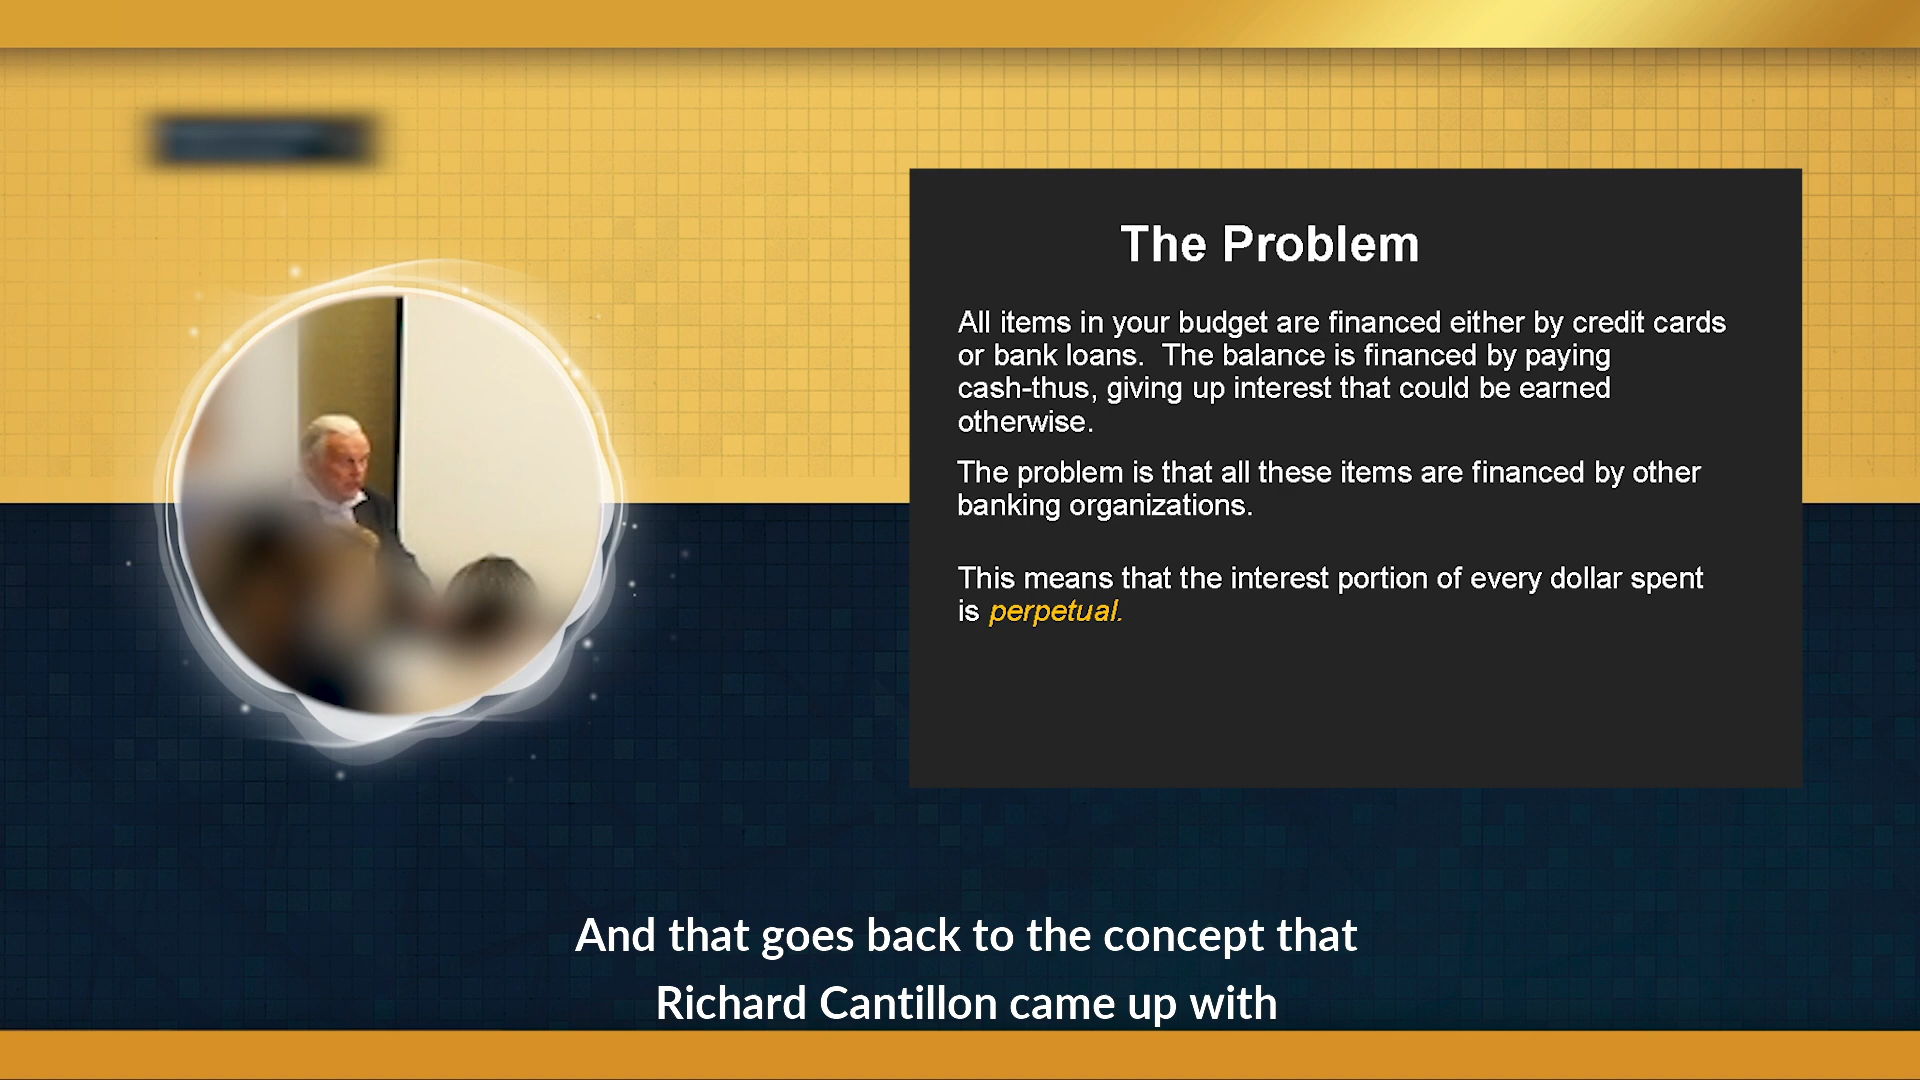 The Problem
All items in your budget are financed either by credit cards
or bank loans.  The balance is financed by paying
cash-thus, giving up interest that could be earned
otherwise.
The problem is that all these items are financed by other
banking organizations.
This means that the interest portion of every dollar spent
is perpetual.
And that goes back to the concept that
Richard Cantillon came up with